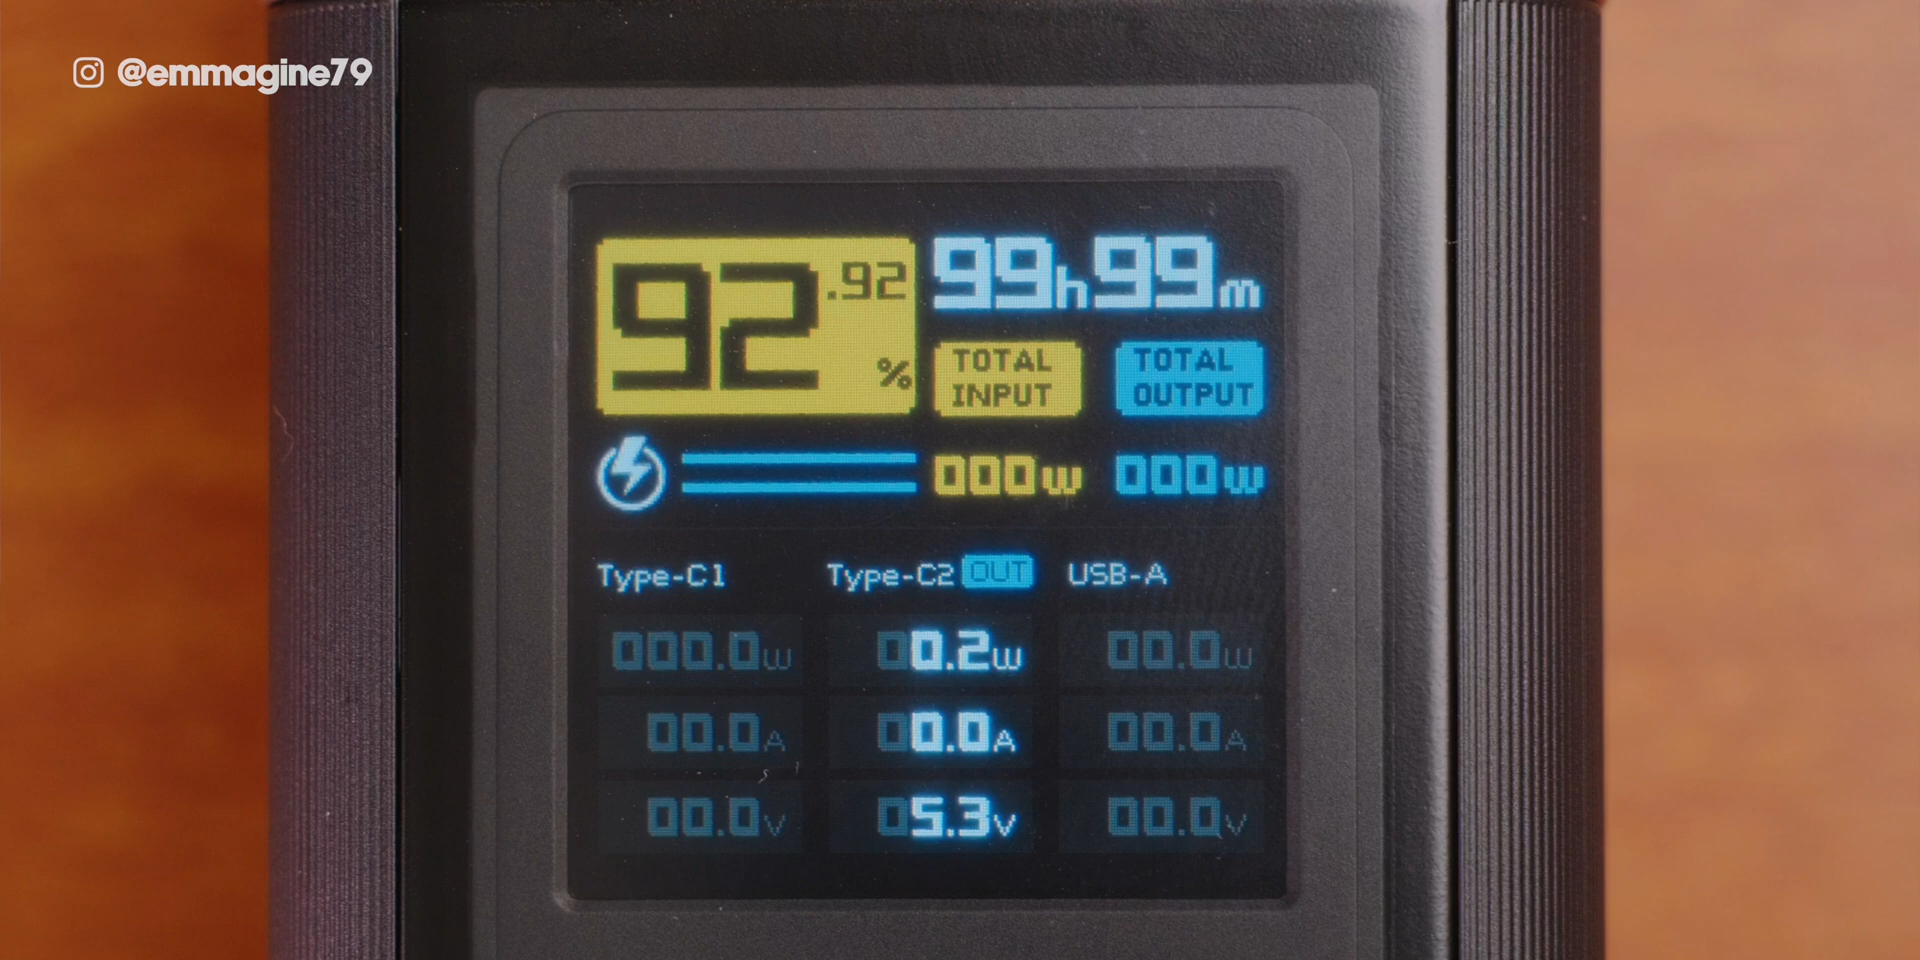 @emmagine79
92.92%
99h99m
TOTAL INPUT
TOTAL OUTPUT
000w
000w
Type-C1
Type-C2 OUT
USB-A
000.0W
00.2W
00.0W
00.0A
00.0A
00.0A
00.0V
05.3V
00.0V